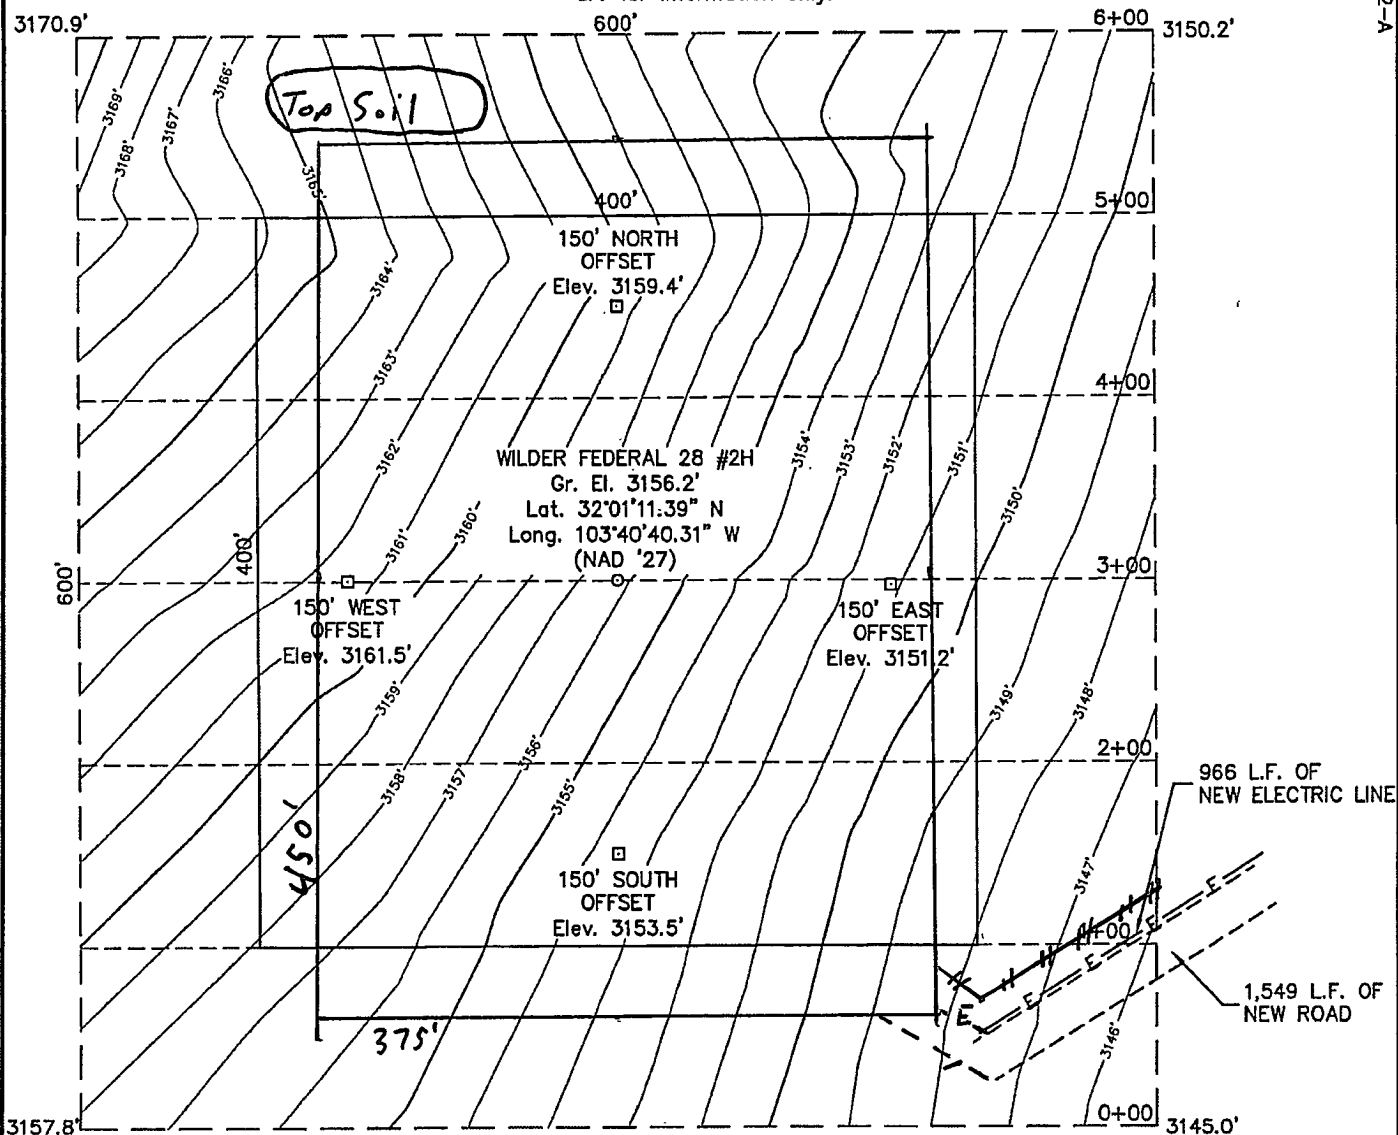 3170.9'
600'
6+00
3150.2'
2-A
3169'
3168'
3167'
3166'
Top Soil
3165'
400'
5+00
150' NORTH
OFFSET
Elev. 3159.4'
3164'
3163'
4+00
3162'
WILDER FEDERAL 28 #2H
Gr. El. 3156.2'
Lat. 32°01'11.39" N
Long. 103°40'40.31" W
(NAD '27)
3154'
3153'
3152'
3151'
3150'
3161'
3160'
400'
600'
3+00
150' WEST
OFFSET
Elev. 3161.5'
150' EAST
OFFSET
Elev. 3151.2'
3159'
3149'
3148'
2+00
3158'
3157'
3156'
3155'
966 L.F. OF
NEW ELECTRIC LINE
450'
150' SOUTH
OFFSET
Elev. 3153.5'
3147'
1+00
E
E
E
E
E
1,549 L.F. OF
NEW ROAD
375'
3146'
3157.8'
0+00
3145.0'